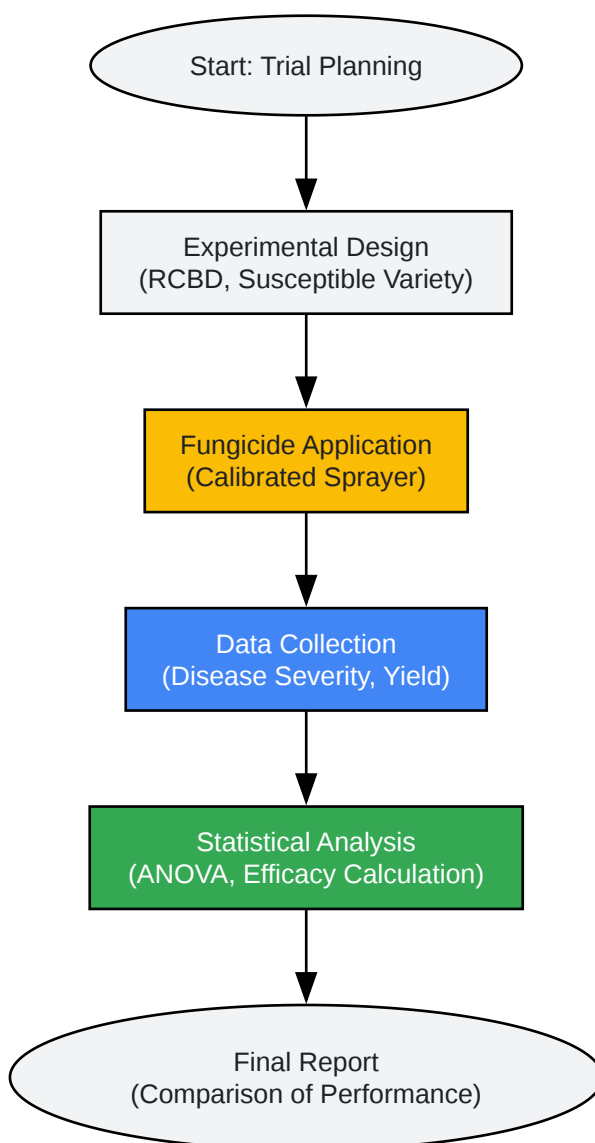 Start: Trial Planning
Experimental Design
(RCBD, Susceptible Variety)
Fungicide Application
(Calibrated Sprayer)
Data Collection
(Disease Severity, Yield)
Statistical Analysis
(ANOVA, Efficacy Calculation)
Final Report
(Comparison of Performance)